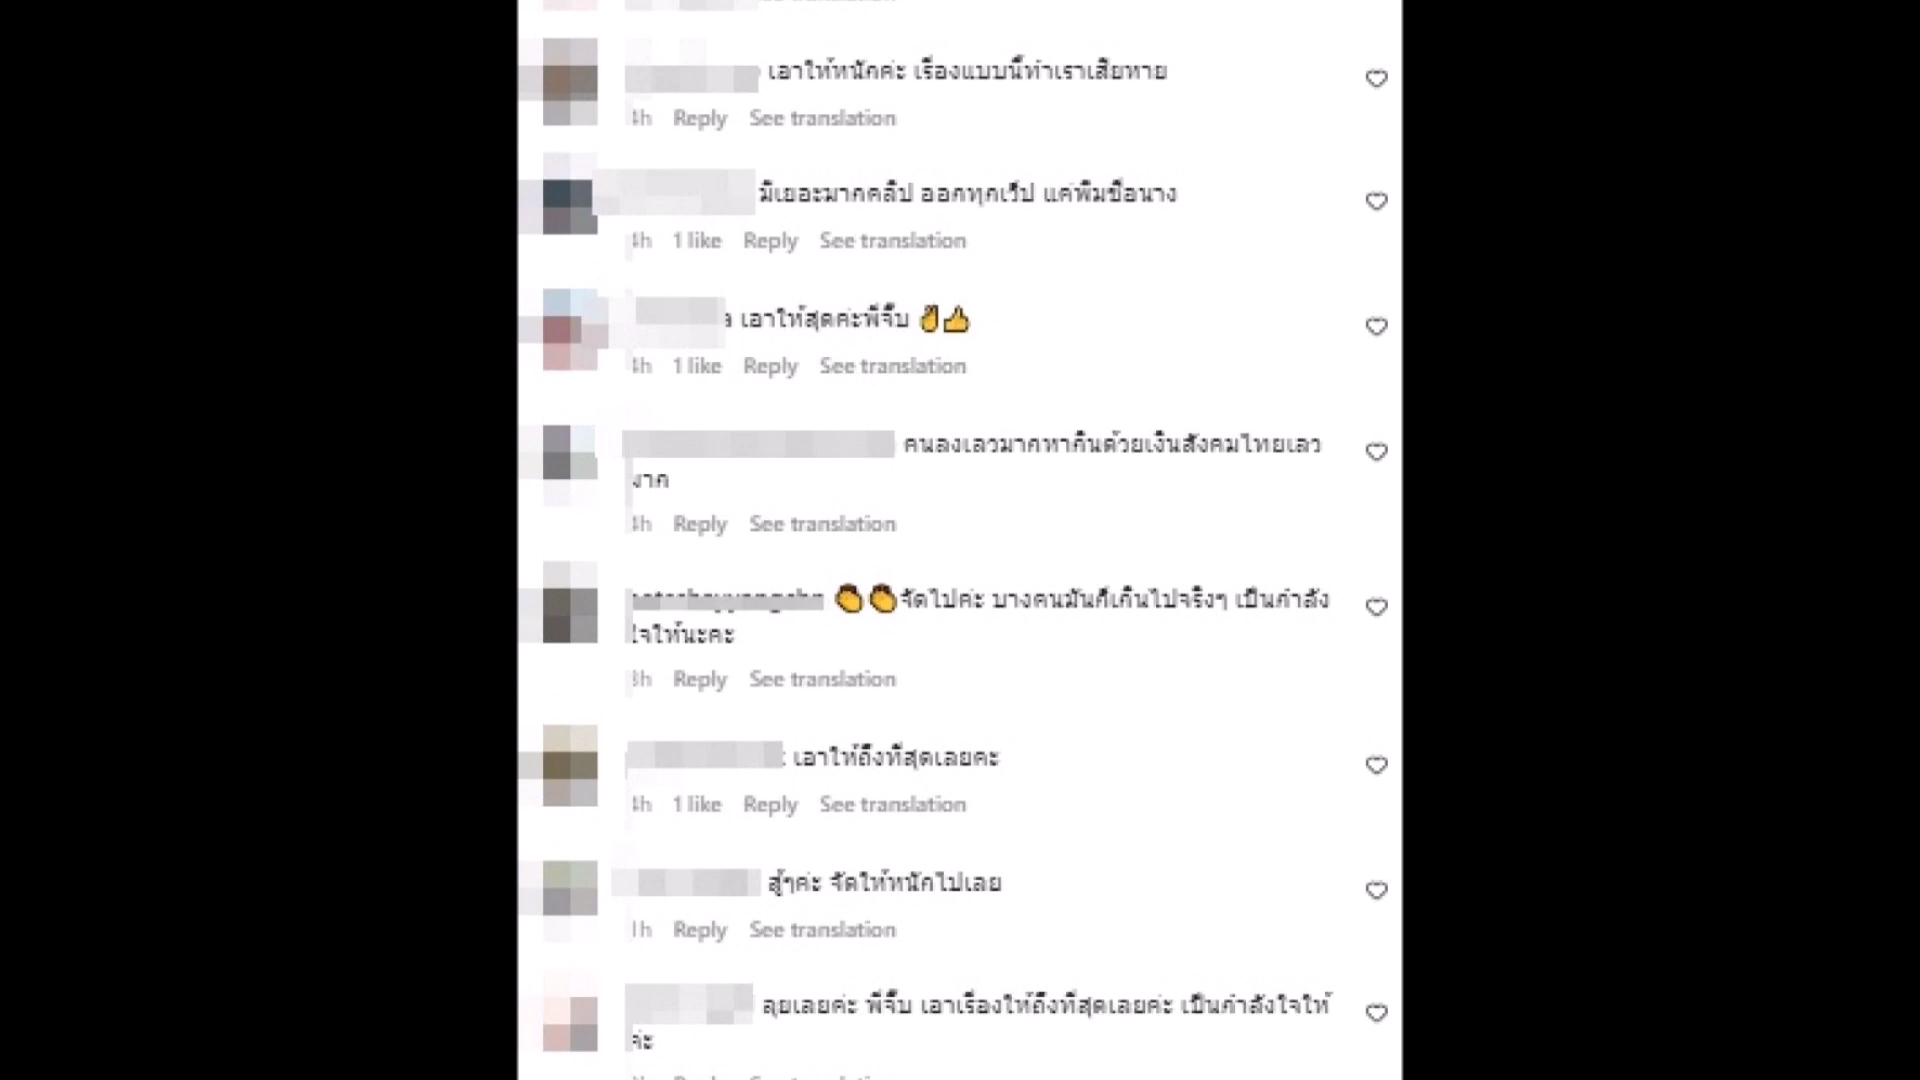 เอาให้หนักค่ะ เรื่องแบบนี้ทำเราเสียหาย
4h Reply See translation
มีเยอะมากคลิป ออกทุกเว็ป แค่พิมชื่อนาง
4h 1 like Reply See translation
เอาให้สุดค่ะพี่จิ๊บ ✌👍
4h 1 like Reply See translation
คนลงเลวมากหากินด้วยเงินสังคมไทยเลว
มาก
4h Reply See translation
👏👏จัดไปค่ะ บางคนมันก็เกินไปจริงๆ เป็นกำลัง
ใจให้นะคะ
3h Reply See translation
เอาให้ถึงที่สุดเลยคะ
4h 1 like Reply See translation
สู้ๆค่ะ จัดให้หนักไปเลย
1h Reply See translation
ลุยเลยค่ะ พี่จิ๊บ เอาเรื่องให้ถึงที่สุดเลยค่ะ เป็นกำลังใจให้
ค่ะ